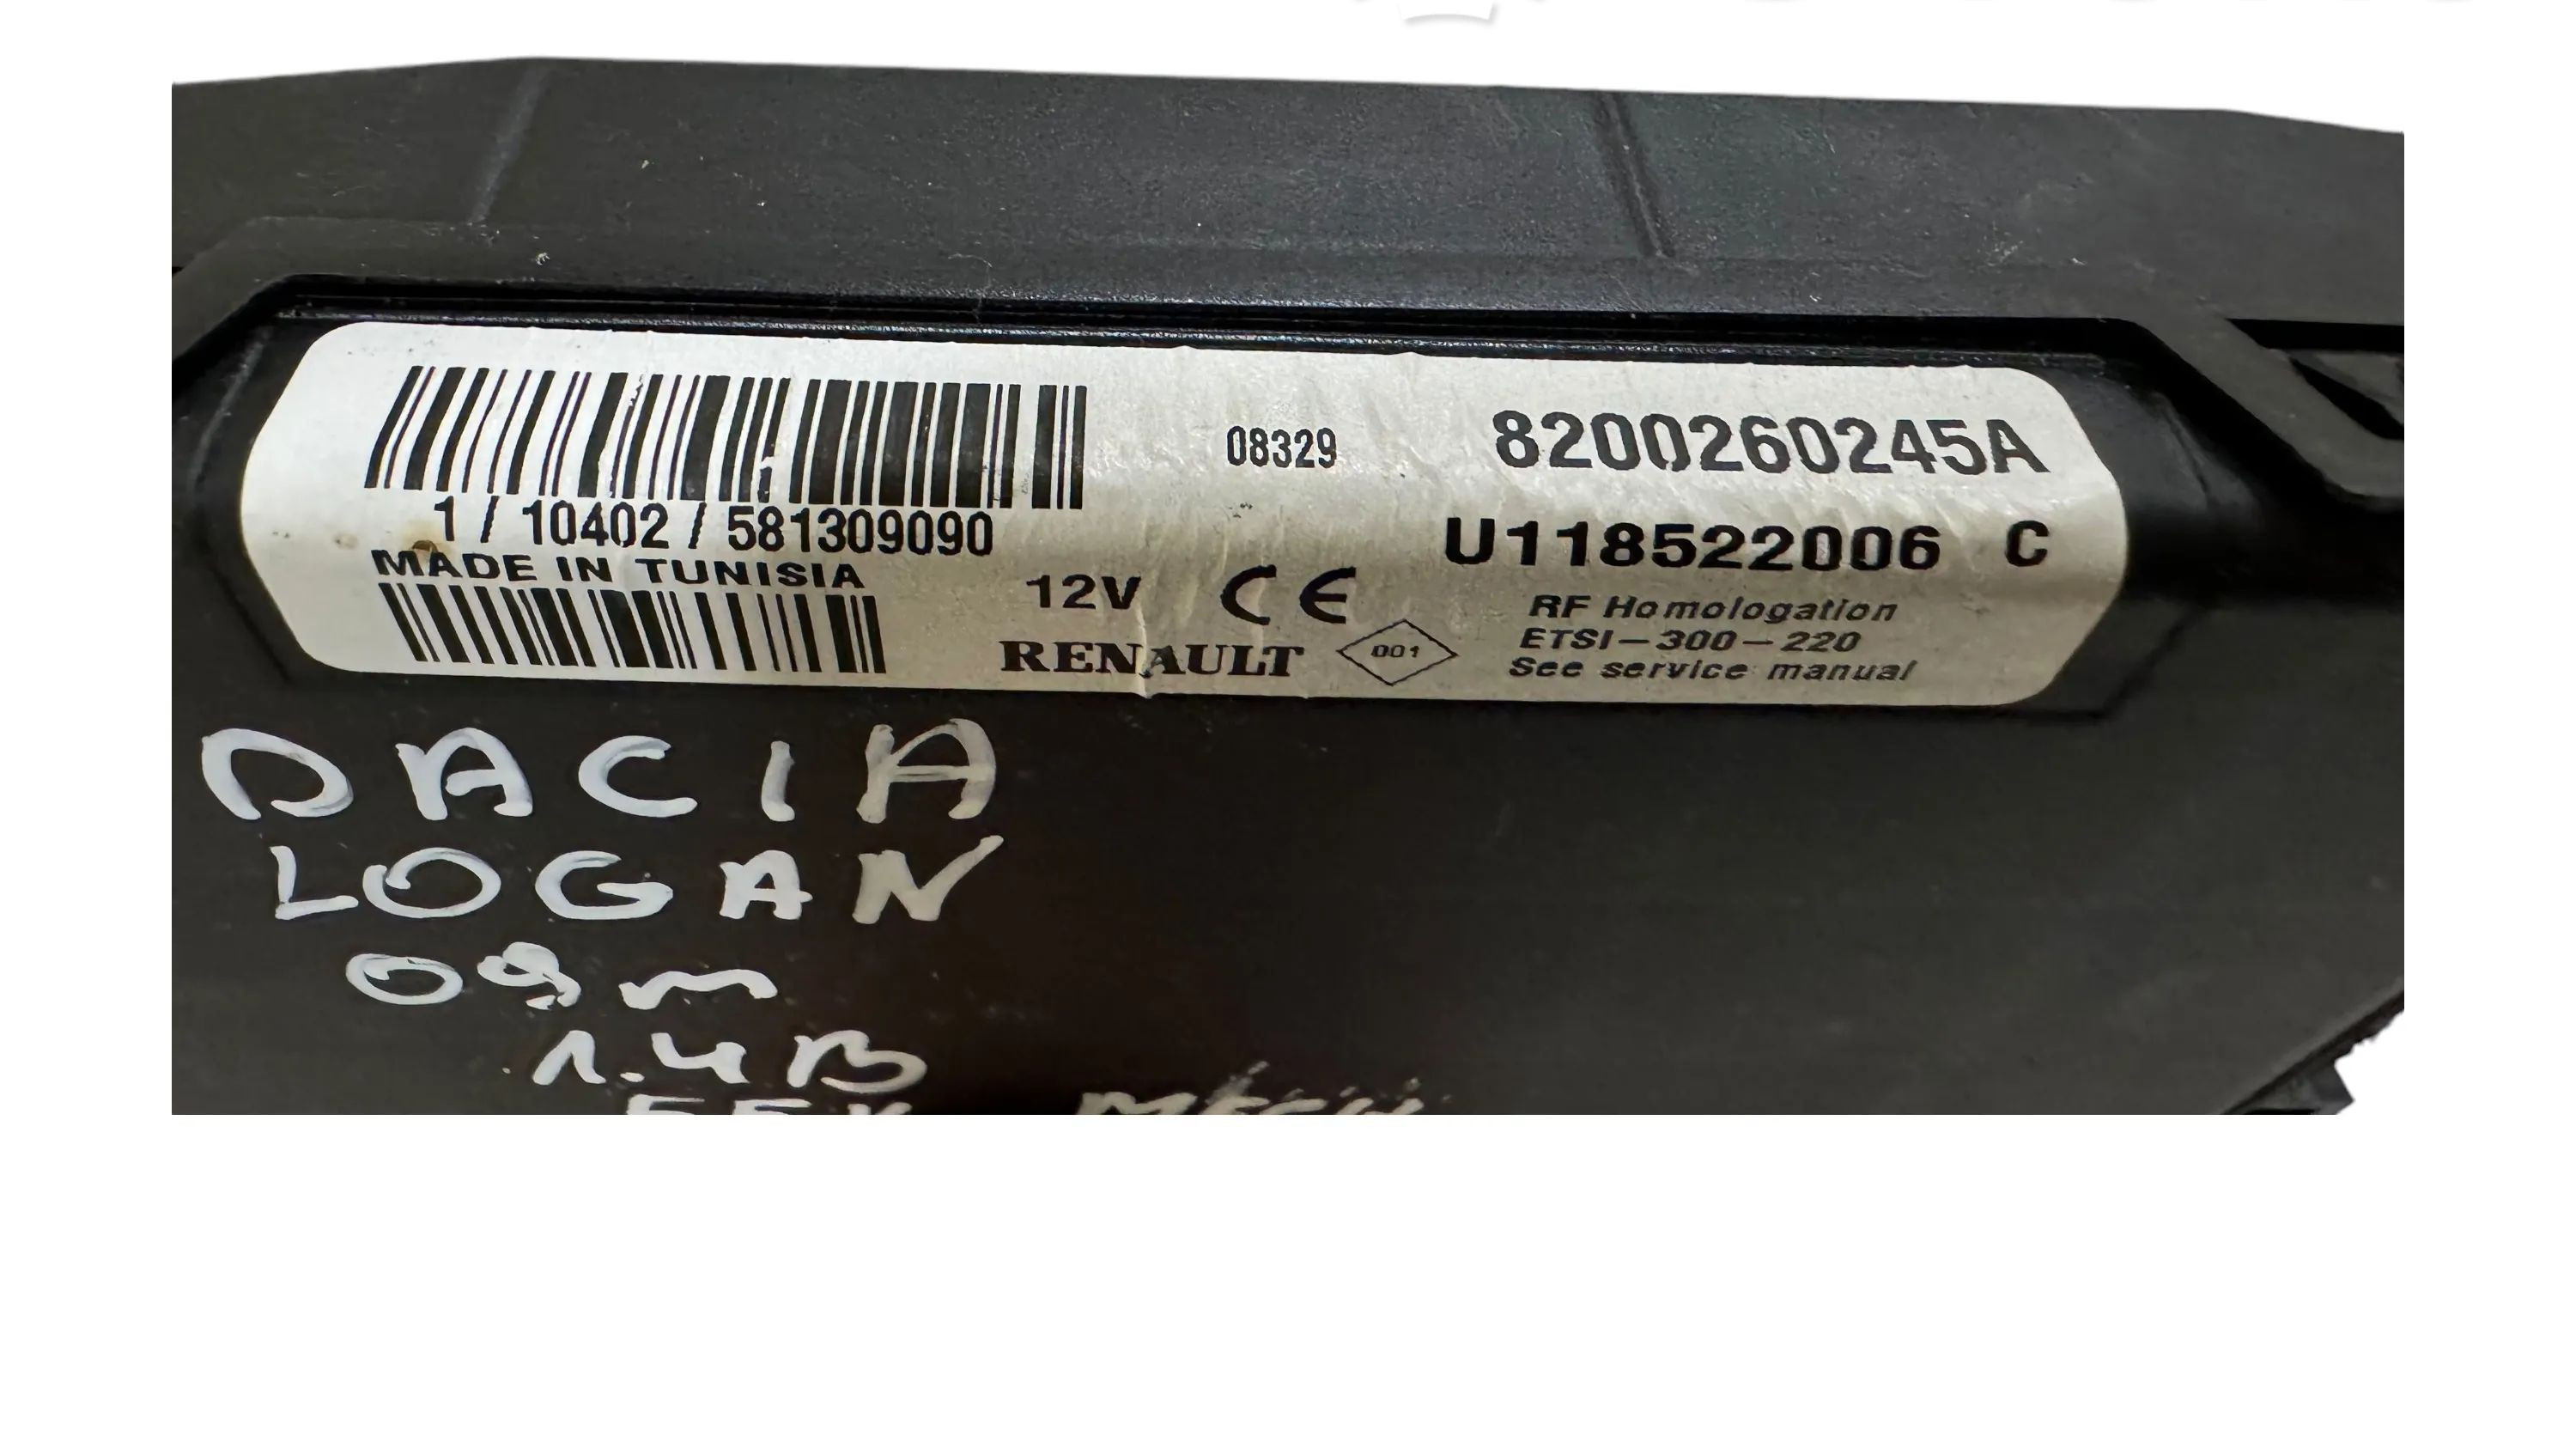 08329
8200260245A
1 / 10402 / 581309090
U118522006 C
MADE IN TUNISIA
12V CE
RF Homologation
ETSI-300-220
RENAULT 001
See service manual
DACIA
LOGAN
09m
1.4B